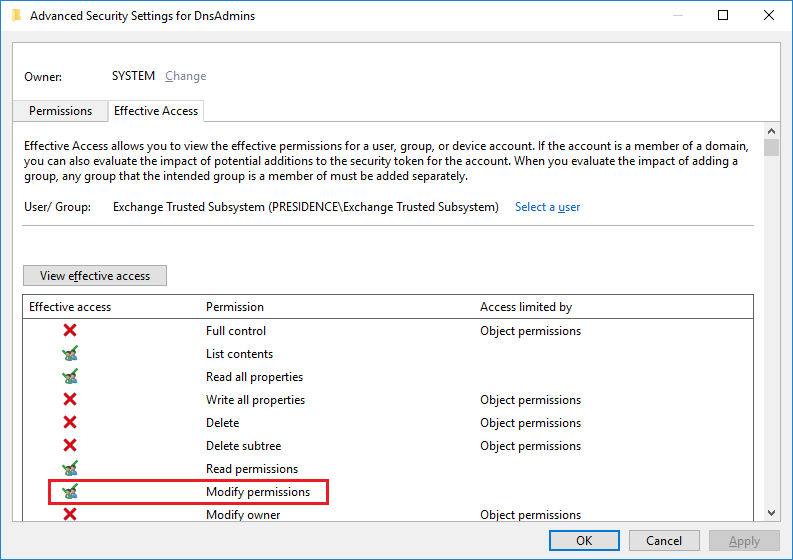 Advanced Security Settings for DnsAdmins
Owner: SYSTEM Change
Permissions Effective Access
Effective Access allows you to view the effective permissions for a user, group, or device account. If the account is a member of a domain,
you can also evaluate the impact of potential additions to the security token for the account. When you evaluate the impact of adding a
group, any group that the intended group is a member of must be added separately.
User/ Group: Exchange Trusted Subsystem (PRESIDENCE\Exchange Trusted Subsystem) Select a user
View effective access
Effective access Permission Access limited by
Full control Object permissions
List contents
Read all properties
Write all properties Object permissions
Delete Object permissions
Delete subtree Object permissions
Read permissions
Modify permissions
Modify owner Object permissions
OK Cancel Apply